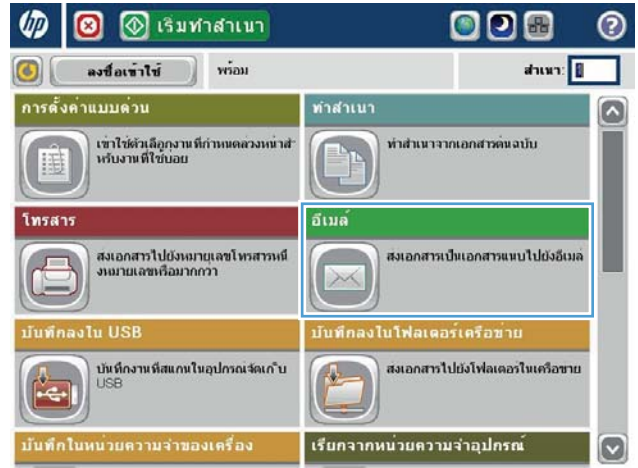 hp
เริ่มทำสำเนา
?
ลงชื่อเข้าใช้
พร้อม
สำเนา: 1
การตั้งค่าแบบด่วน
เข้าใช้ตัวเลือกงานที่กำหนดล่วงหน้าสำ
หรับงานที่ใช้บ่อย
ทำสำเนา
ทำสำเนาจากเอกสารต้นฉบับ
โทรสาร
ส่งเอกสารไปยังหมายเลขโทรสารหนึ่
งหมายเลขหรือมากกว่า
อีเมล์
ส่งเอกสารเป็นเอกสารแนบไปยังอีเมล
บันทึกลงใน USB
บันทึกงานที่สแกนในอุปกรณ์จัดเก็บ
USB
บันทึกลงในโฟลเดอร์เครือข่าย
ส่งเอกสารไปยังโฟลเดอร์ในเครือข่าย
บันทึกในหน่วยความจำของเครื่อง
เรียกจากหน่วยความจำอุปกรณ์